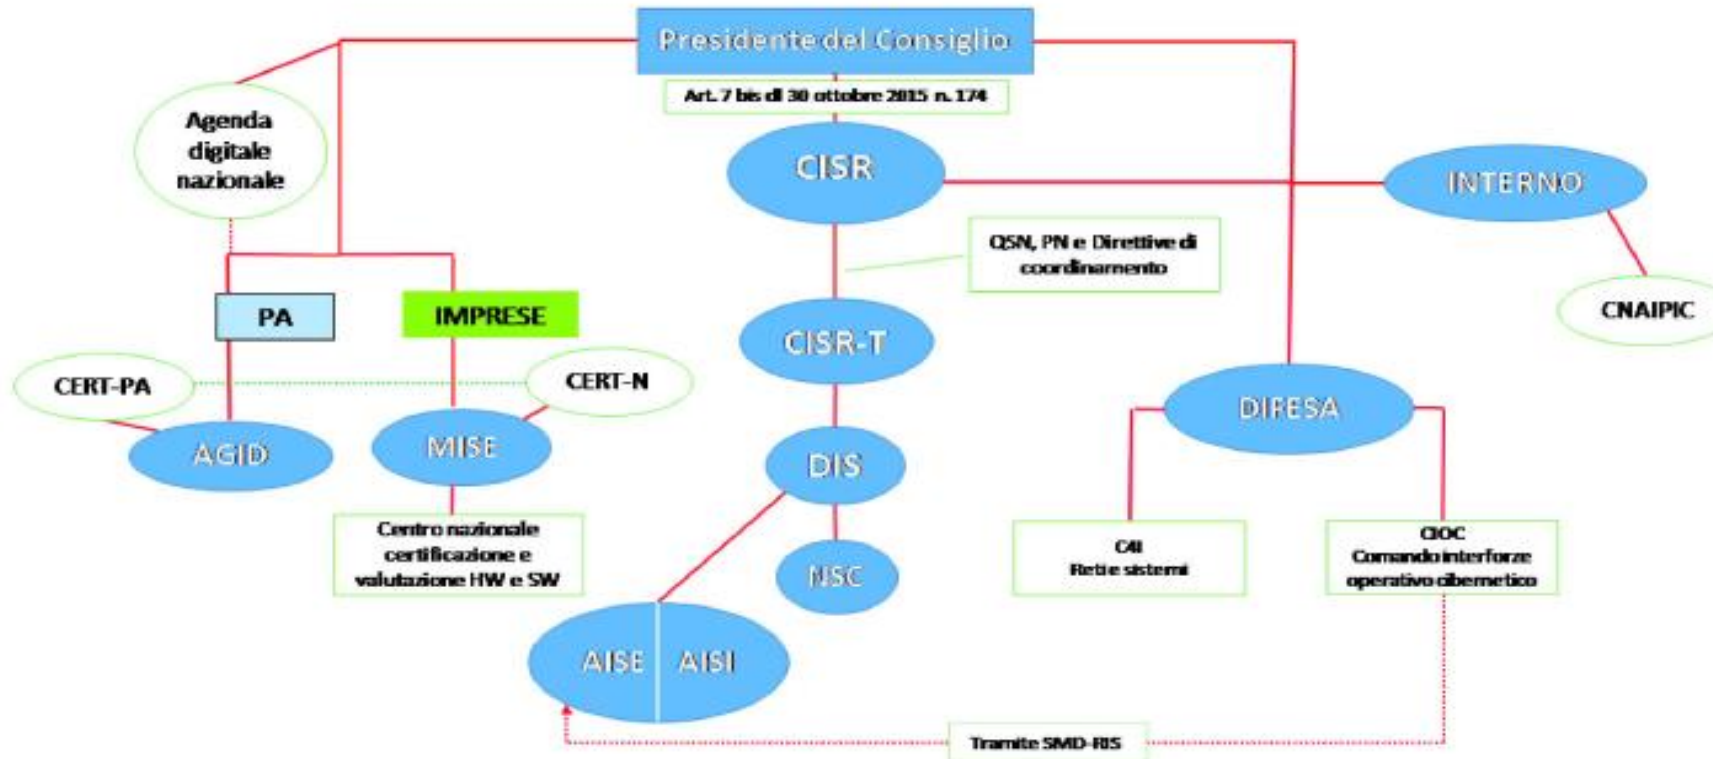 Presidente del Consiglio
Art. 7 bis dl 30 ottobre 2015 n. 174
Agenda
digitale
nazionale
CISR
INTERNO
QSN, PN e Direttive di
coordinamento
CNAIPIC
PA
IMPRESE
CISR-T
CERT-PA
CERT-N
DIFESA
AGID
MISE
DIS
Centro nazionale
certificazione e
valutazione HW e SW
NSC
C4I
Reti e sistemi
CIOC
Comando interforze
operativo cibernetico
AISE
AISI
Tramite SMD-RIS